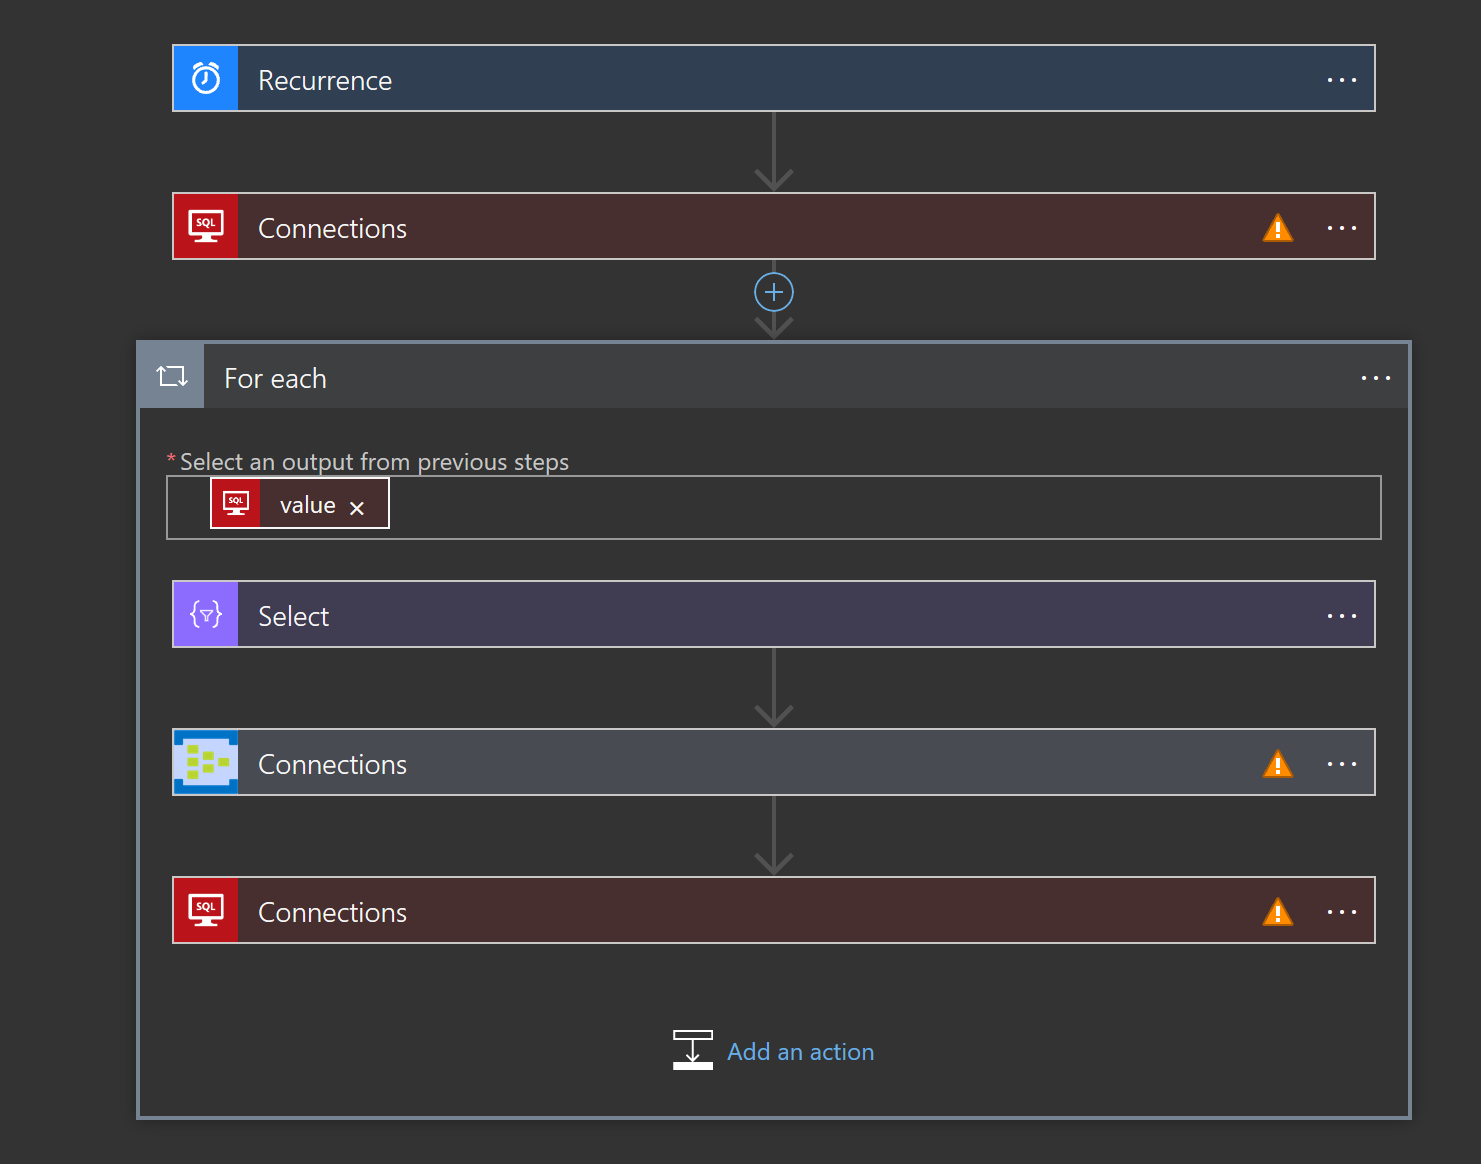 Recurrence
SQL
Connections
For each
* Select an output from previous steps
SQL
value
Select
Connections
SQL
Connections
Add an action